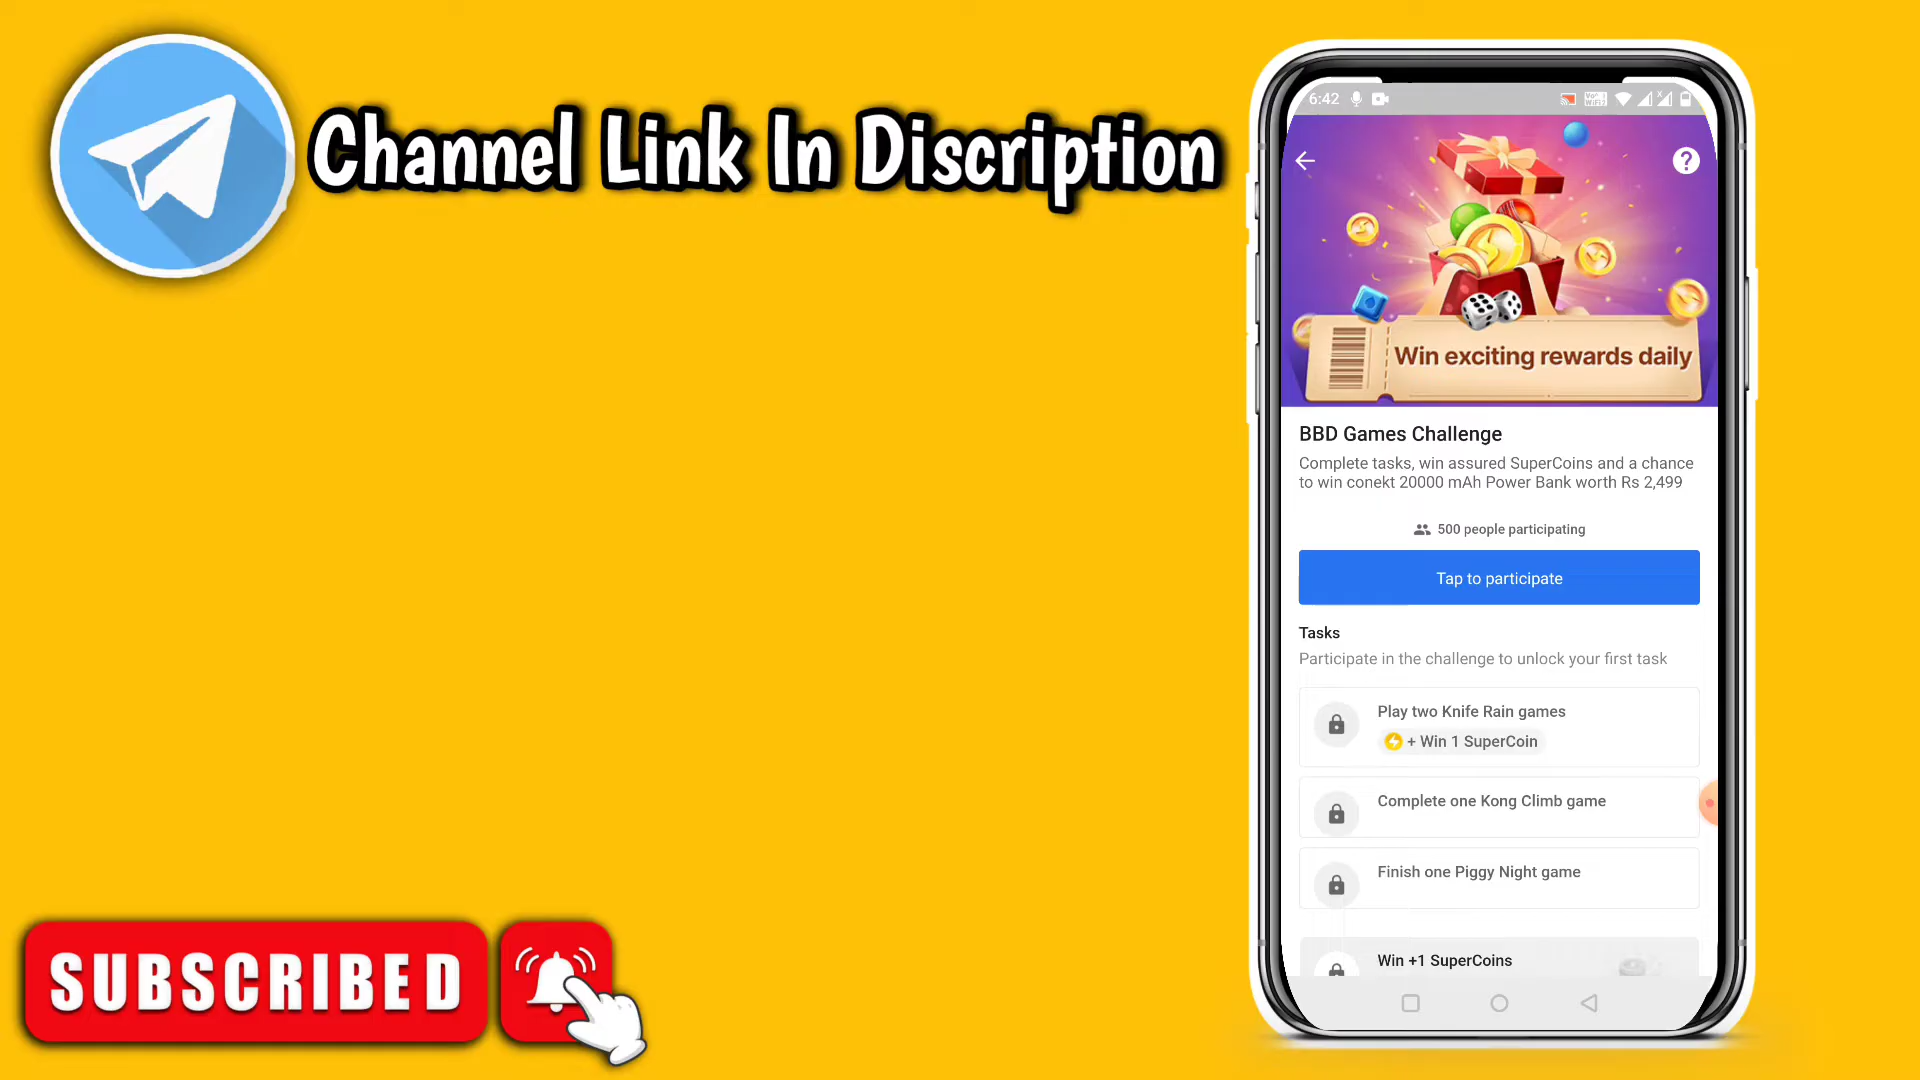 Channel Link In Discription
6:42
Win exciting rewards daily
BBD Games Challenge
Complete tasks, win assured SuperCoins and a chance
to win conekt 20000 mAh Power Bank worth Rs 2,499
500 people participating
Tap to participate
Tasks
Participate in the challenge to unlock your first task
Play two Knife Rain games
+ Win 1 SuperCoin
Complete one Kong Climb game
Finish one Piggy Night game
Win +1 SuperCoins
SUBSCRIBED